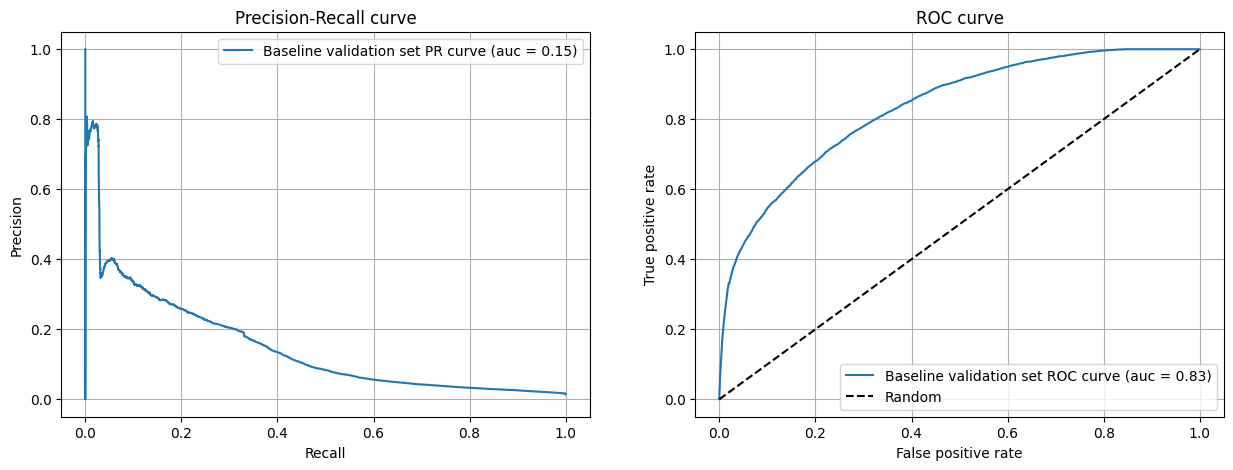 Precision-Recall curve
Baseline validation set PR curve (auc = 0.15)
1.0
0.8
0.6
0.4
0.2
0.0
Precision
0.0 0.2 0.4 0.6 0.8 1.0
Recall
ROC curve
1.0
0.8
0.6
0.4
0.2
0.0
True positive rate
Baseline validation set ROC curve (auc = 0.83)
Random
0.0 0.2 0.4 0.6 0.8 1.0
False positive rate